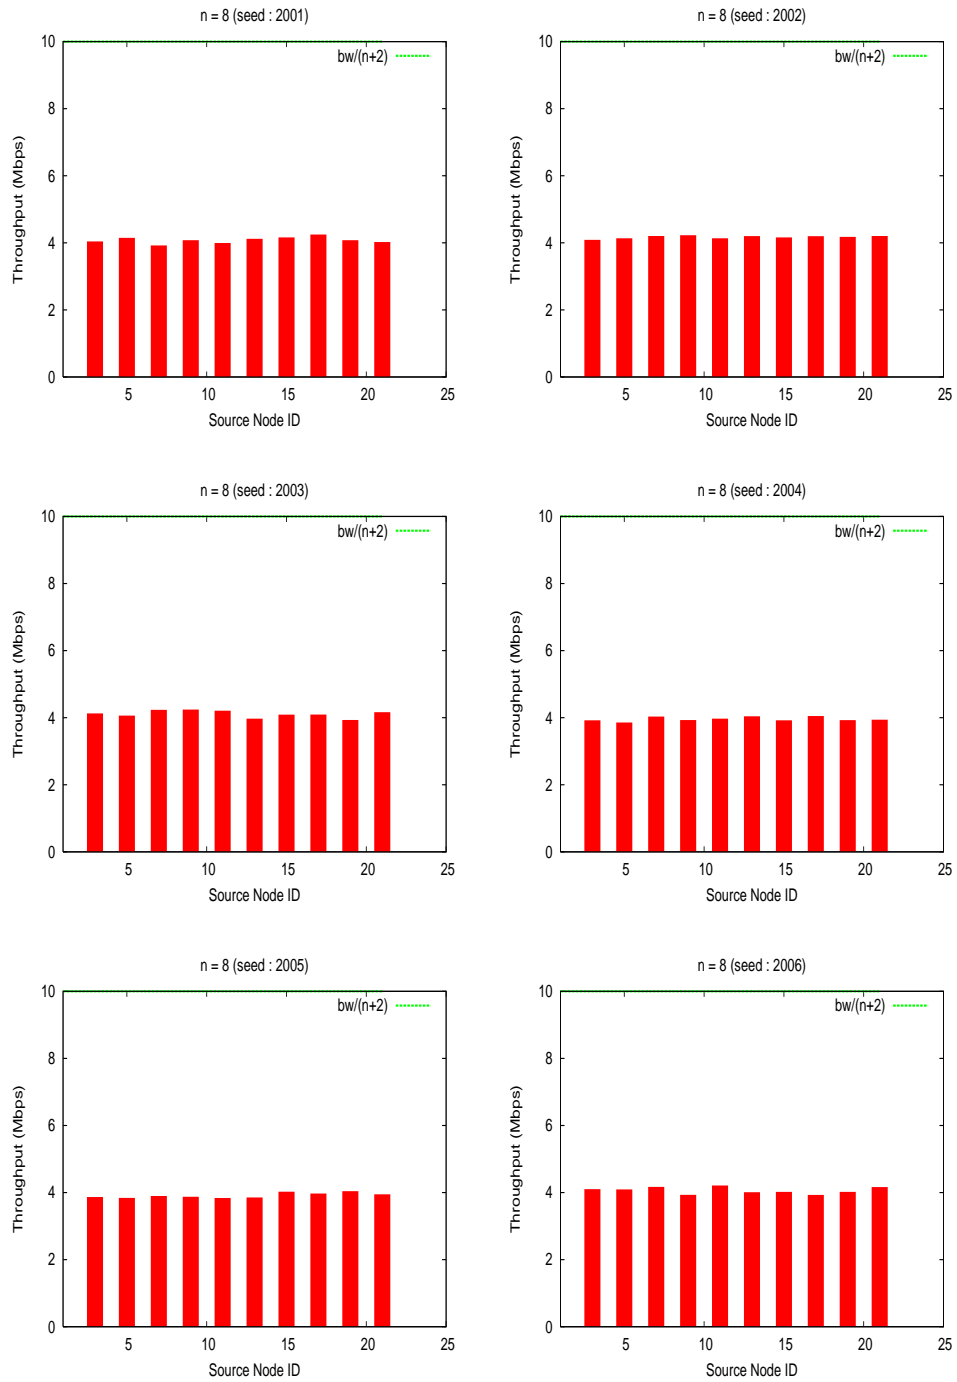 n = 8 (seed : 2001)
10
8
6
4
2
0
Throughput (Mbps)
bw/(n+2)
5 10 15 20 25
Source Node ID
n = 8 (seed : 2002)
10
8
6
4
2
0
Throughput (Mbps)
bw/(n+2)
5 10 15 20 25
Source Node ID
n = 8 (seed : 2003)
10
8
6
4
2
0
Throughput (Mbps)
bw/(n+2)
5 10 15 20 25
Source Node ID
n = 8 (seed : 2004)
10
8
6
4
2
0
Throughput (Mbps)
bw/(n+2)
5 10 15 20 25
Source Node ID
n = 8 (seed : 2005)
10
8
6
4
2
0
Throughput (Mbps)
bw/(n+2)
5 10 15 20 25
Source Node ID
n = 8 (seed : 2006)
10
8
6
4
2
0
Throughput (Mbps)
bw/(n+2)
5 10 15 20 25
Source Node ID